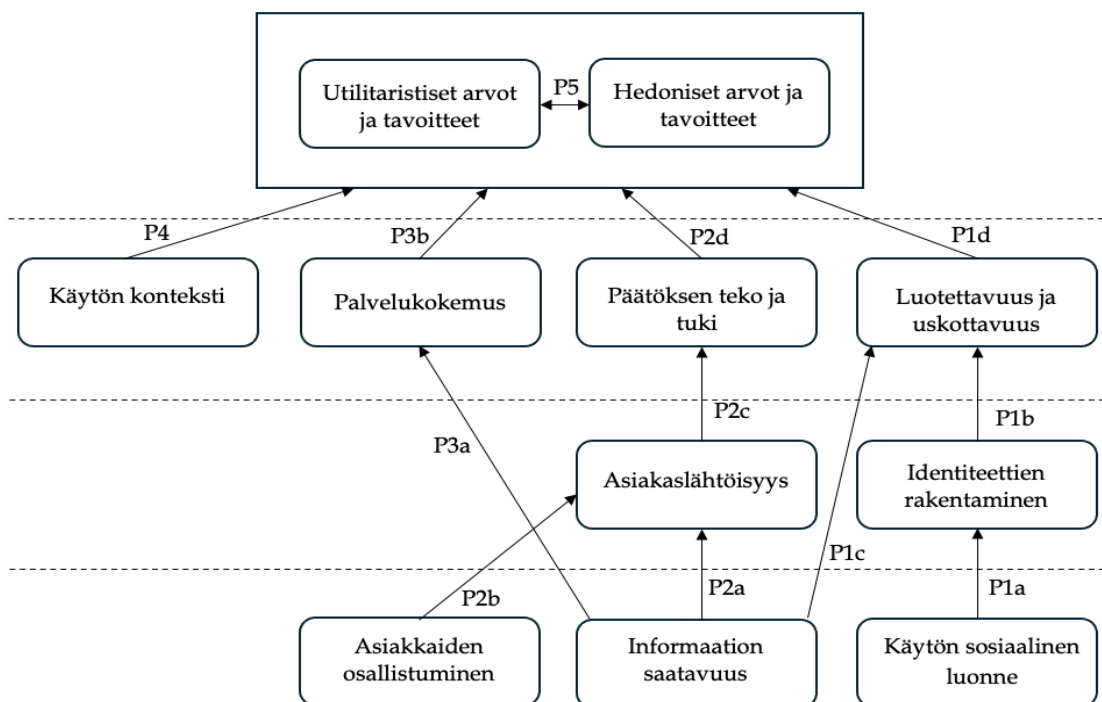 Utilitaristiset arvot
ja tavoitteet
P5
Hedoniset arvot ja
tavoitteet
P4
P3b
P2d
P1d
Käytön konteksti
Palvelukokemus
Päätöksen teko ja
tuki
Luotettavuus ja
uskottavuus
P3a
P2c
P1b
Asiakaslähtöisyys
Identiteettien
rakentaminen
P1c
P2b
P2a
P1a
Asiakkaiden
osallistuminen
Informaation
saatavuus
Käytön sosiaalinen
luonne